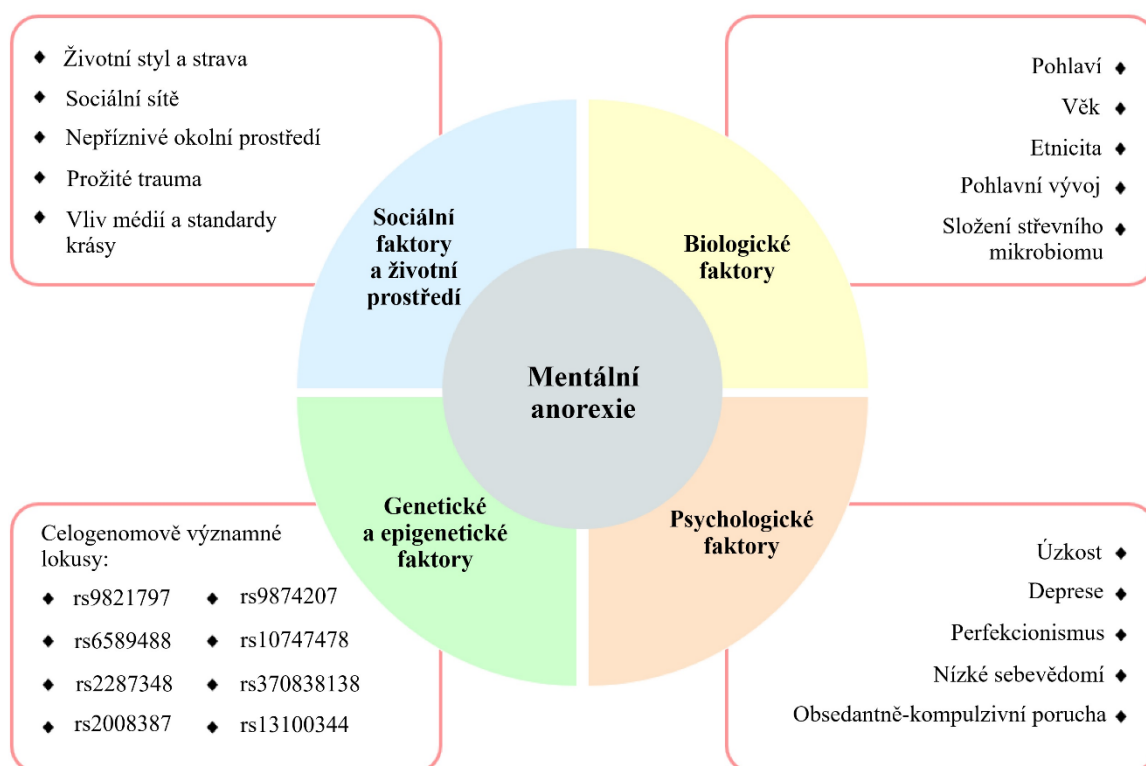 ◆ Životní styl a strava
◆ Sociální sítě
◆ Nepříznivé okolní prostředí
◆ Prožité trauma
◆ Vliv médií a standardy
krásy
Pohlaví ◆
Věk ◆
Etnicita ◆
Pohlavní vývoj ◆
Složení střevního ◆
mikrobiomu
Sociální
faktory
a životní
prostředí
Biologické
faktory
Mentální
anorexie
Genetické
a epigenetické
faktory
Psychologické
faktory
Celogenomově významné
lokusy:
◆ rs9821797 ◆ rs9874207
◆ rs6589488 ◆ rs10747478
◆ rs2287348 ◆ rs370838138
◆ rs2008387 ◆ rs13100344
Úzkost ◆
Deprese ◆
Perfekcionismus ◆
Nízké sebevědomí ◆
Obsedantně-kompulzivní porucha ◆